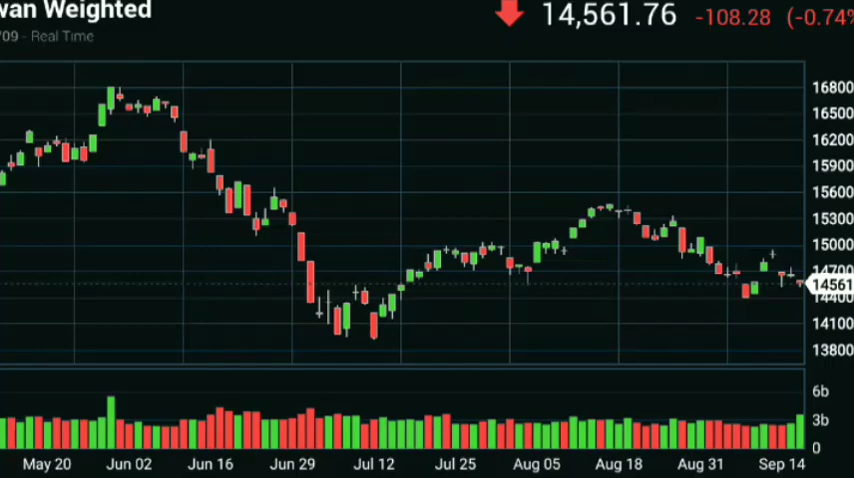 wan Weighted
14,561.76 -108.28 (-0.74%
/09 - Real Time
16800
16500
16200
15900
15600
15300
15000
14700
14561
14400
14100
13800
6b
3b
0
May 20 Jun 02 Jun 16 Jun 29 Jul 12 Jul 25 Aug 05 Aug 18 Aug 31 Sep 14